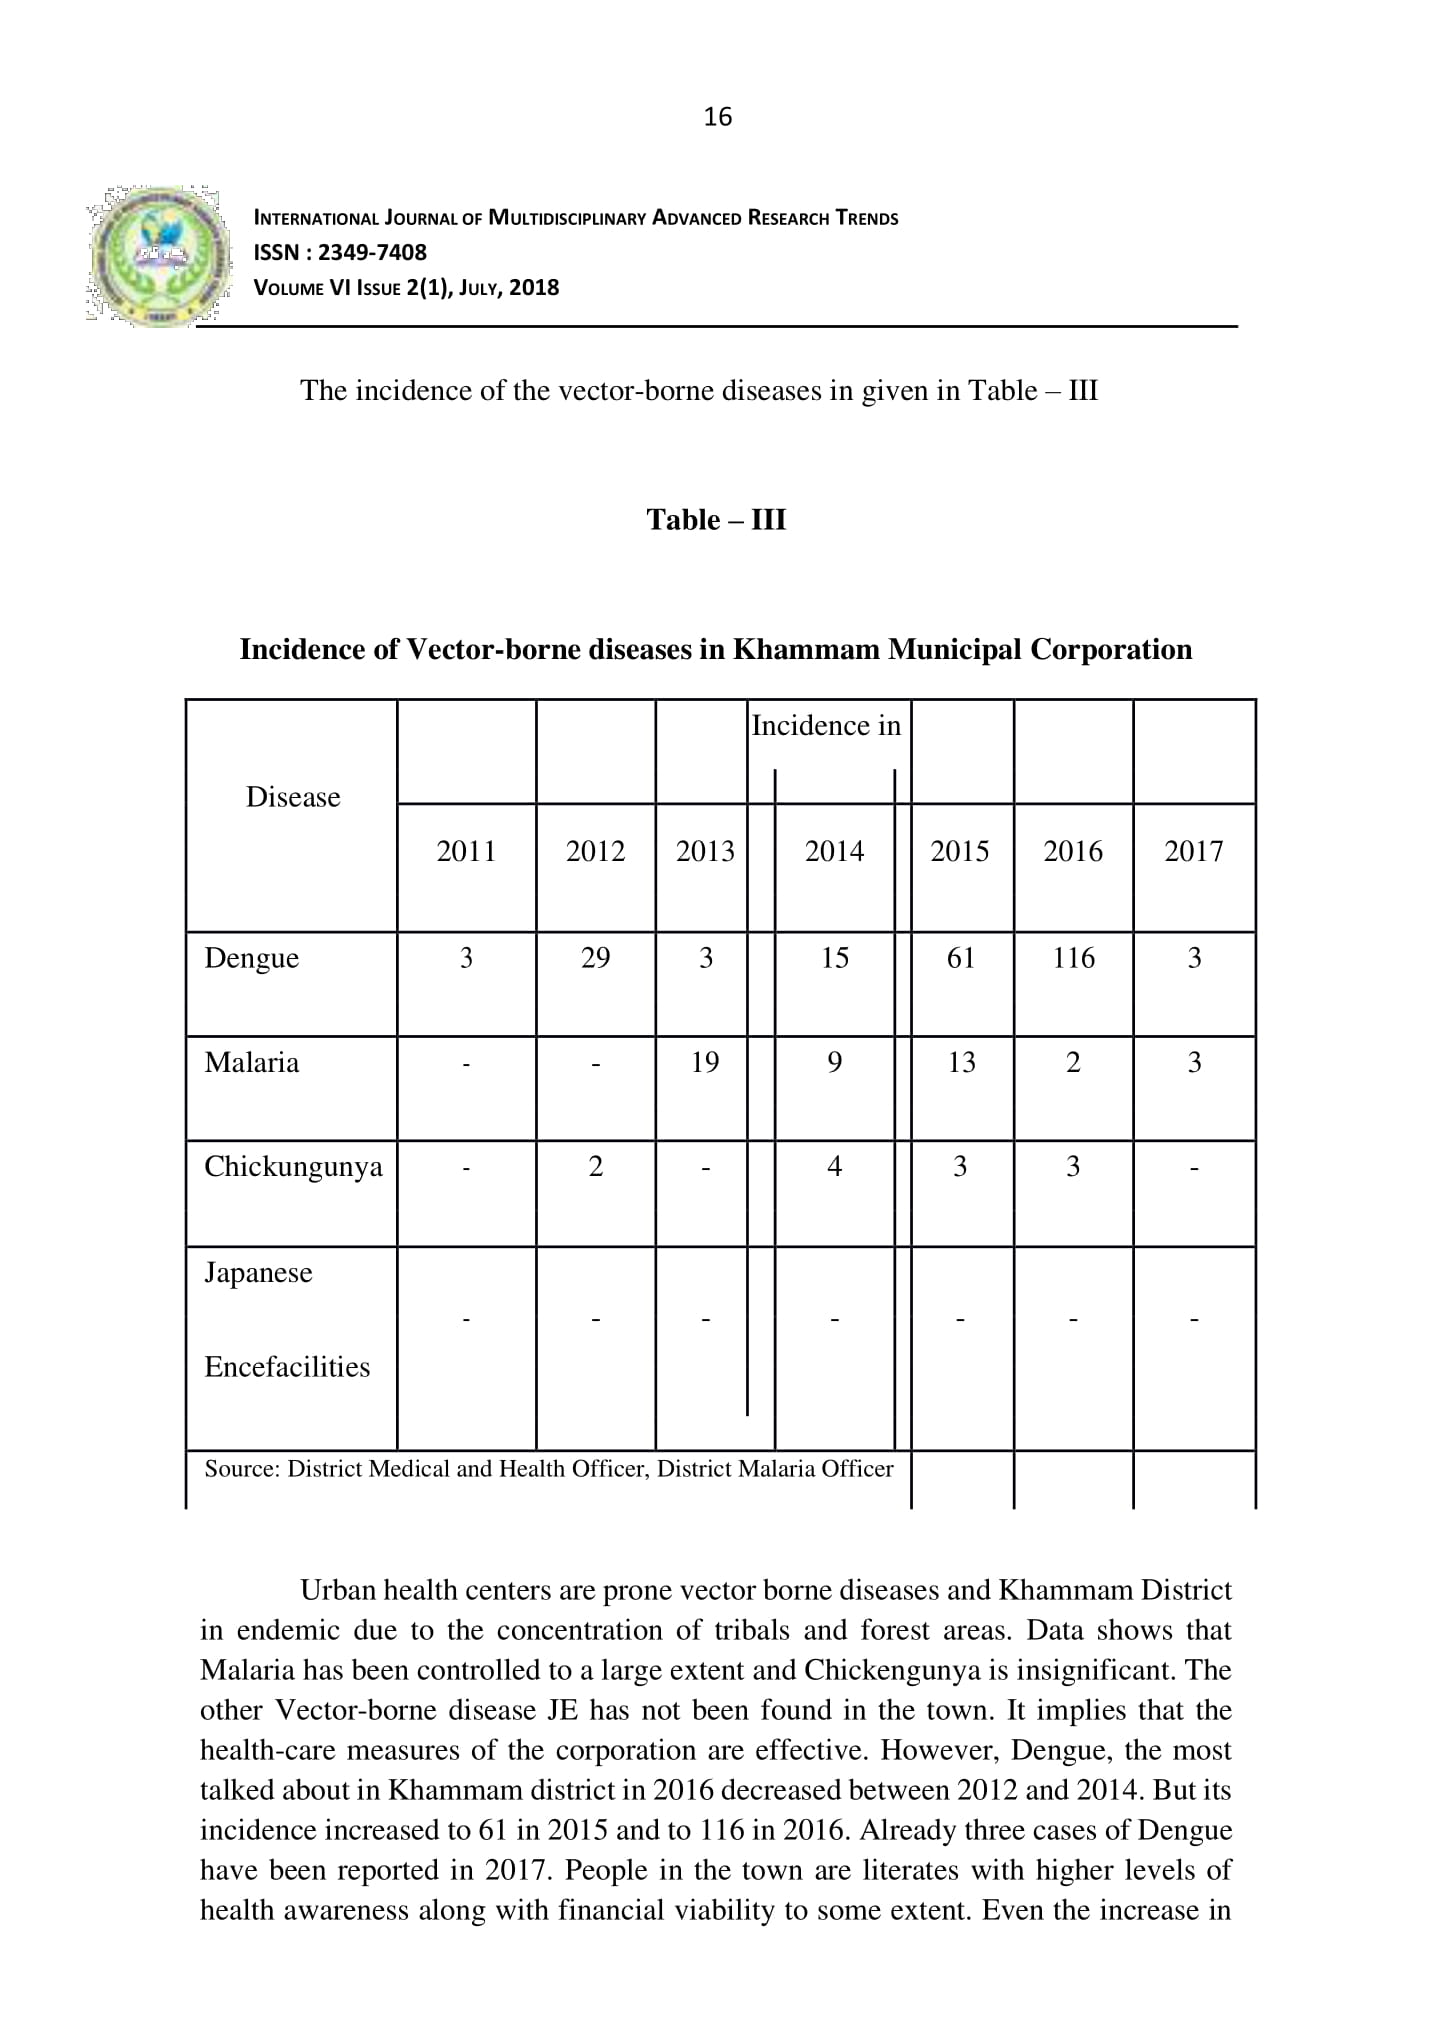 16
International Journal of Multidisciplinary Advanced Research Trends
ISSN : 2349-7408
Volume VI Issue 2(1), July, 2018
The incidence of the vector-borne diseases in given in Table – III
Table – III
Incidence of Vector-borne diseases in Khammam Municipal Corporation
Incidence in
Disease
2011 2012 2013 2014 2015 2016 2017
Dengue 3 29 3 15 61 116 3
Malaria - - 19 9 13 2 3
Chickungunya - 2 - 4 3 3 -
Japanese
- - - - - - -
Encefacilities
Source: District Medical and Health Officer, District Malaria Officer
Urban health centers are prone vector borne diseases and Khammam District
in endemic due to the concentration of tribals and forest areas. Data shows that
Malaria has been controlled to a large extent and Chickengunya is insignificant. The
other Vector-borne disease JE has not been found in the town. It implies that the
health-care measures of the corporation are effective. However, Dengue, the most
talked about in Khammam district in 2016 decreased between 2012 and 2014. But its
incidence increased to 61 in 2015 and to 116 in 2016. Already three cases of Dengue
have been reported in 2017. People in the town are literates with higher levels of
health awareness along with financial viability to some extent. Even the increase in